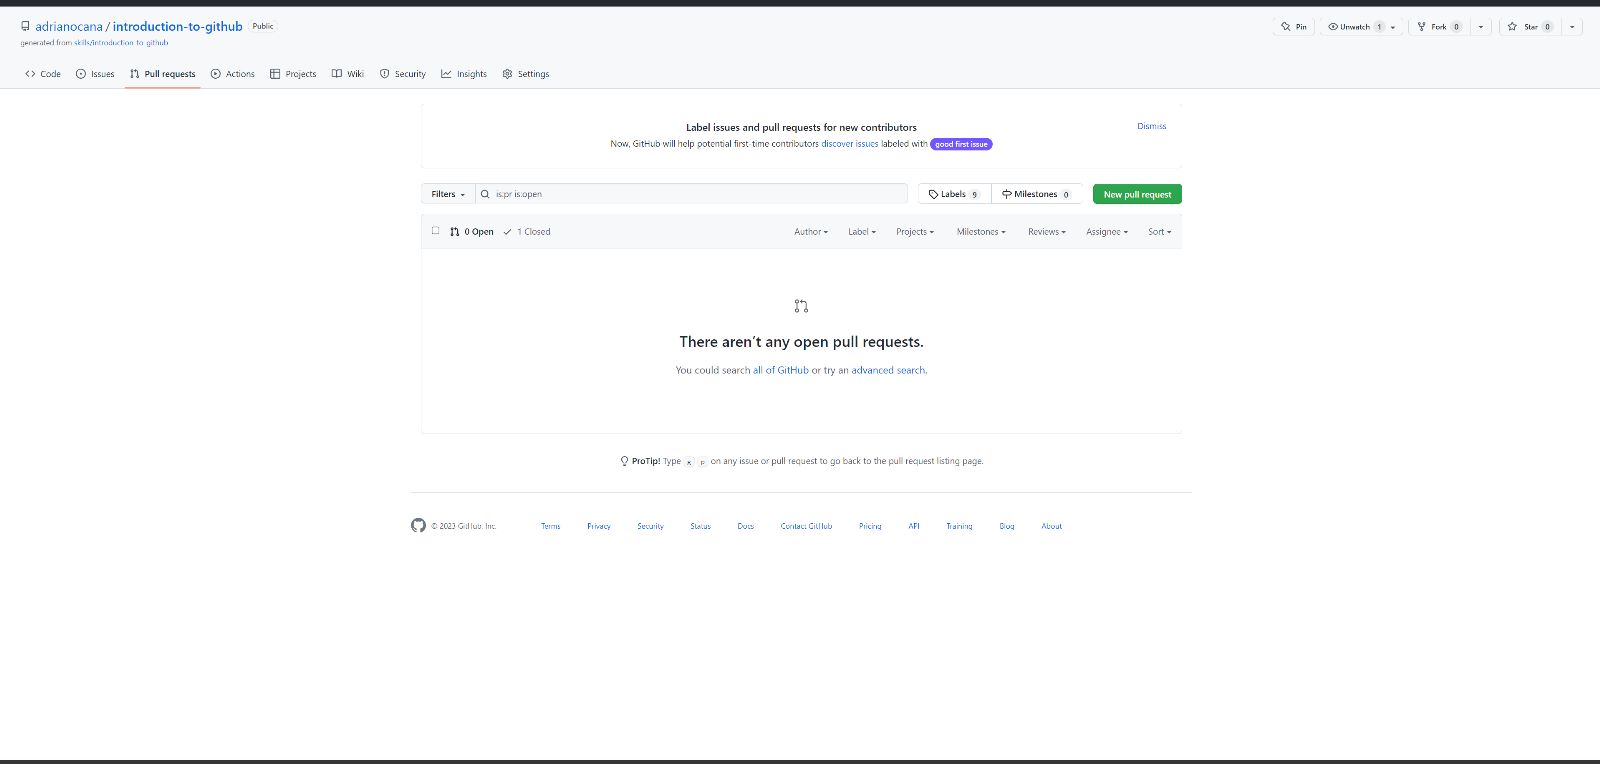 adrianocana / introduction-to-github Public
Pin Unwatch 1 Fork 0 Star 0
generated from skills/introduction-to-github
Code Issues Pull requests Actions Projects Wiki Security Insights Settings
Label issues and pull requests for new contributors
Dismiss
Now, GitHub will help potential first-time contributors discover issues labeled with good first issue
Filters is:pr is:open Labels 9 Milestones 0 New pull request
0 Open 1 Closed Author Label Projects Milestones Reviews Assignee Sort
There aren't any open pull requests.
You could search all of GitHub or try an advanced search.
ProTip! Type g p on any issue or pull request to go back to the pull request listing page.
© 2023 GitHub, Inc. Terms Privacy Security Status Docs Contact GitHub Pricing API Training Blog About